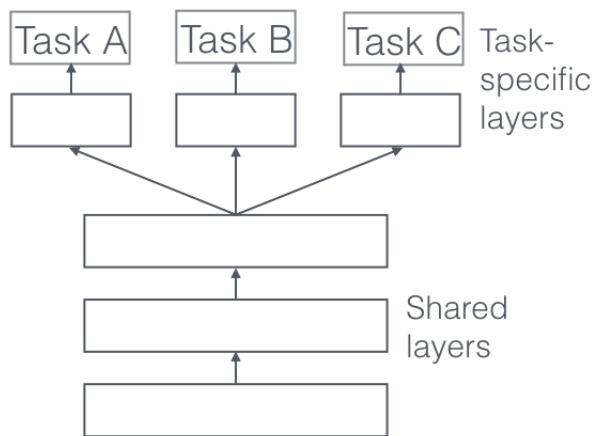 Task A
Task B
Task C
Task-
specific
layers
Shared
layers